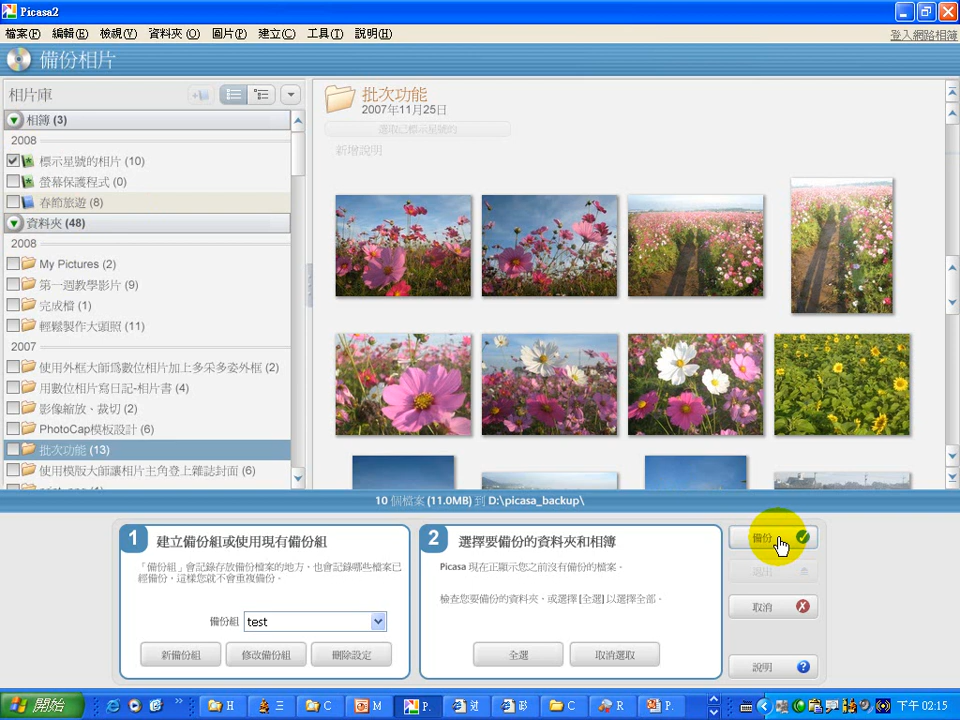 Picasa2
檔案(F) 編輯(E) 檢視(V) 資料夾(O) 圖片(P) 建立(C) 工具(T) 說明(H)
登入網路相簿
備份相片
相片庫
相簿 (3)
2008
標示星號的相片 (10)
螢幕保護程式 (0)
春節旅遊 (8)
資料夾 (48)
2008
My Pictures (2)
第一週教學影片 (9)
完成檔 (1)
輕鬆製作大頭照 (11)
2007
使用外框大師爲數位相片加上多采多姿外框 (2)
用數位相片寫日記-相片書 (4)
影像縮放、裁切 (2)
PhotoCap模板設計 (6)
批次功能 (13)
使用模版大師讓相片主角登上雜誌封面 (6)
批次功能
2007年11月25日
選取已標示星號的
新增說明
10 個檔案 (11.0MB) 到 D:\picasa_backup\
1 建立備份組或使用現有備份組
「備份組」會記錄存放備份檔案的地方，也會記錄哪些檔案已
經備份，這樣您就不會重複備份。
備份組 test
新備份組 修改備份組 刪除設定
2 選擇要備份的資料夾和相簿
Picasa 現在正顯示您之前沒有備份的檔案。
檢查您要備份的資料夾，或選擇 [全選] 以選擇全部。
全選 取消選取
備份
退出
取消
說明
開始
H
三
C
M
P.
C
R
P.
下午 02:15